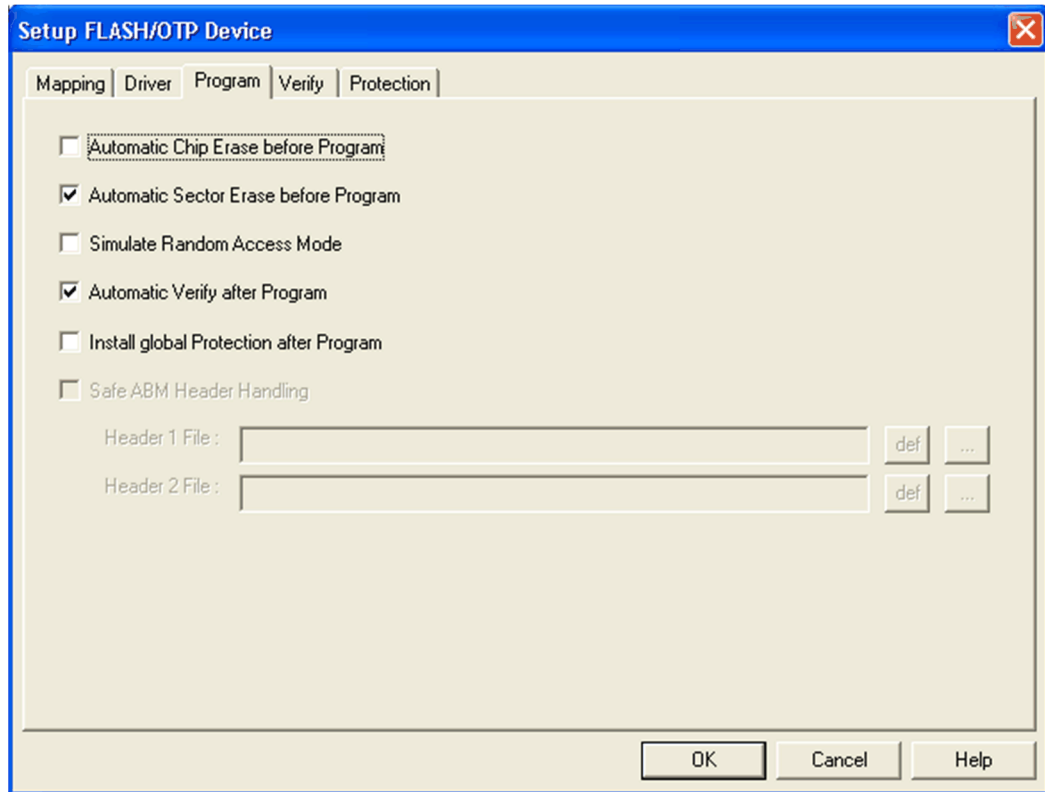 Setup FLASH/OTP Device
Mapping Driver Program Verify Protection
Automatic Chip Erase before Program
Automatic Sector Erase before Program
Simulate Random Access Mode
Automatic Verify after Program
Install global Protection after Program
Safe ABM Header Handling
Header 1 File : def ...
Header 2 File : def ...
OK Cancel Help